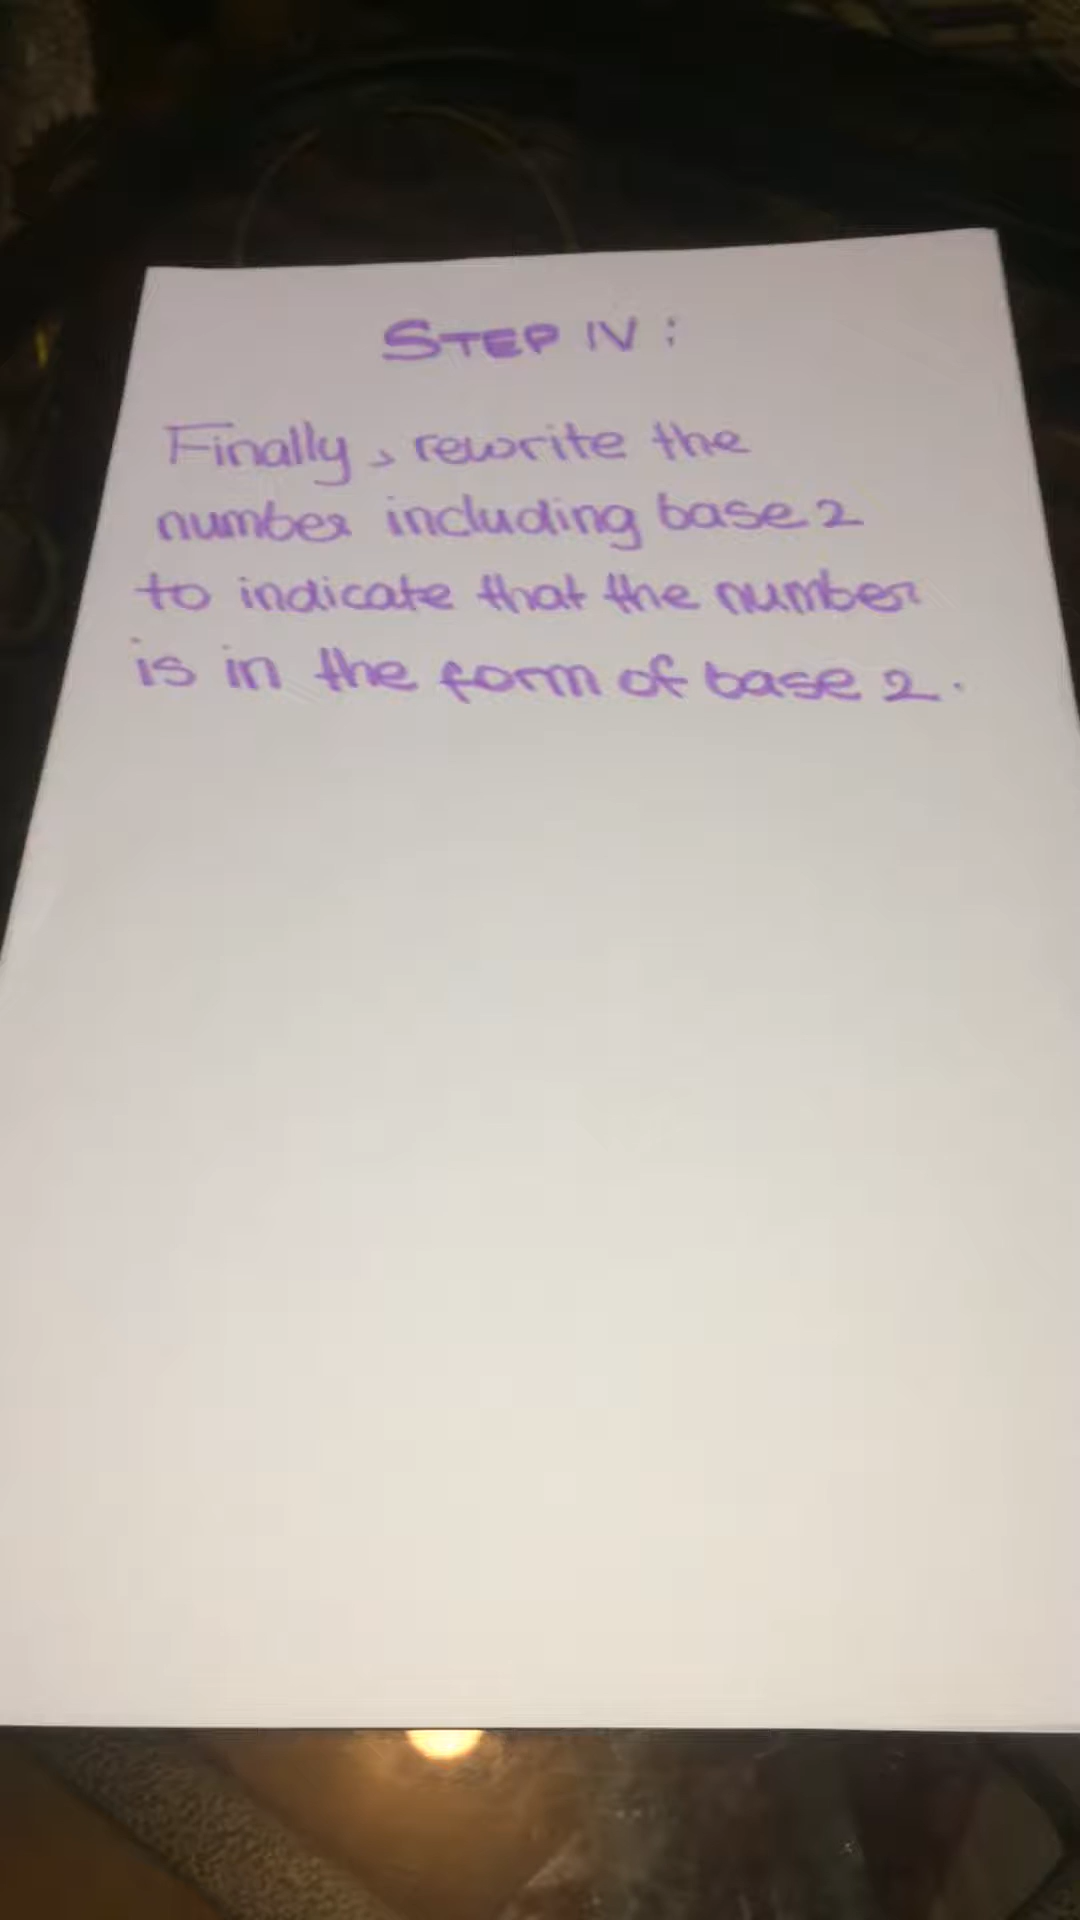 STEP IV :
Finally, rewrite the
number including base 2
to indicate that the number
is in the form of base 2.